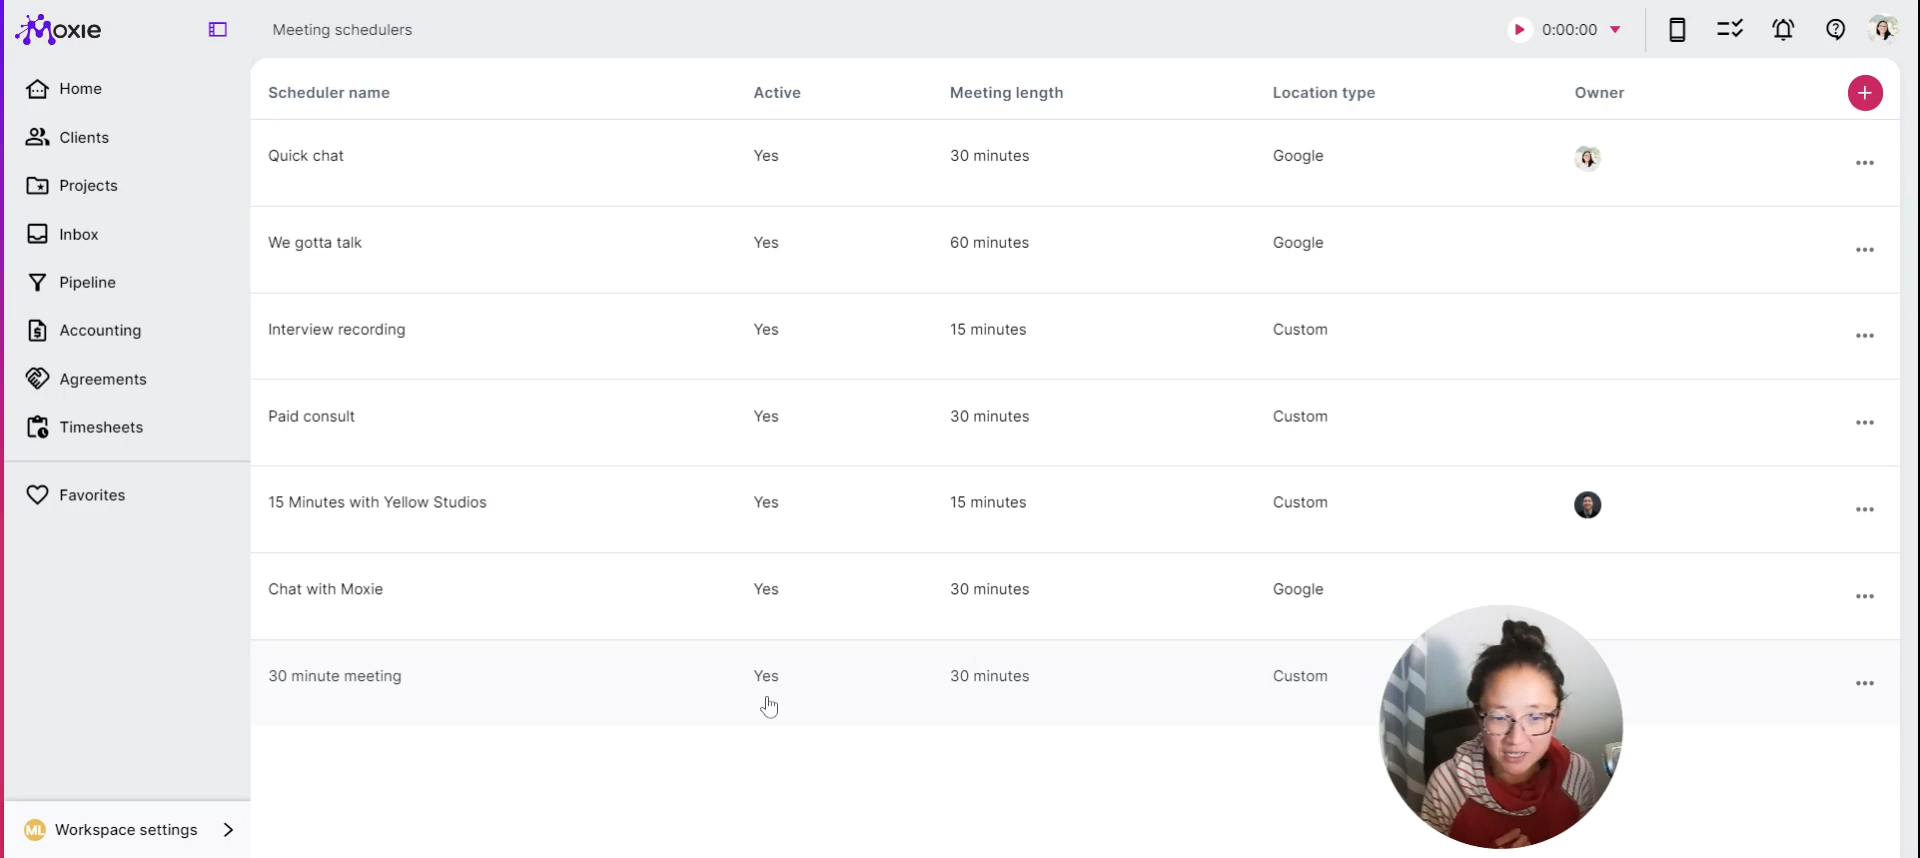 Moxie
Meeting schedulers
0:00:00
Home
Clients
Projects
Inbox
Pipeline
Accounting
Agreements
Timesheets
Favorites
ML Workspace settings
Scheduler name Active Meeting length Location type Owner
Quick chat Yes 30 minutes Google
We gotta talk Yes 60 minutes Google
Interview recording Yes 15 minutes Custom
Paid consult Yes 30 minutes Custom
15 Minutes with Yellow Studios Yes 15 minutes Custom
Chat with Moxie Yes 30 minutes Google
30 minute meeting Yes 30 minutes Custom